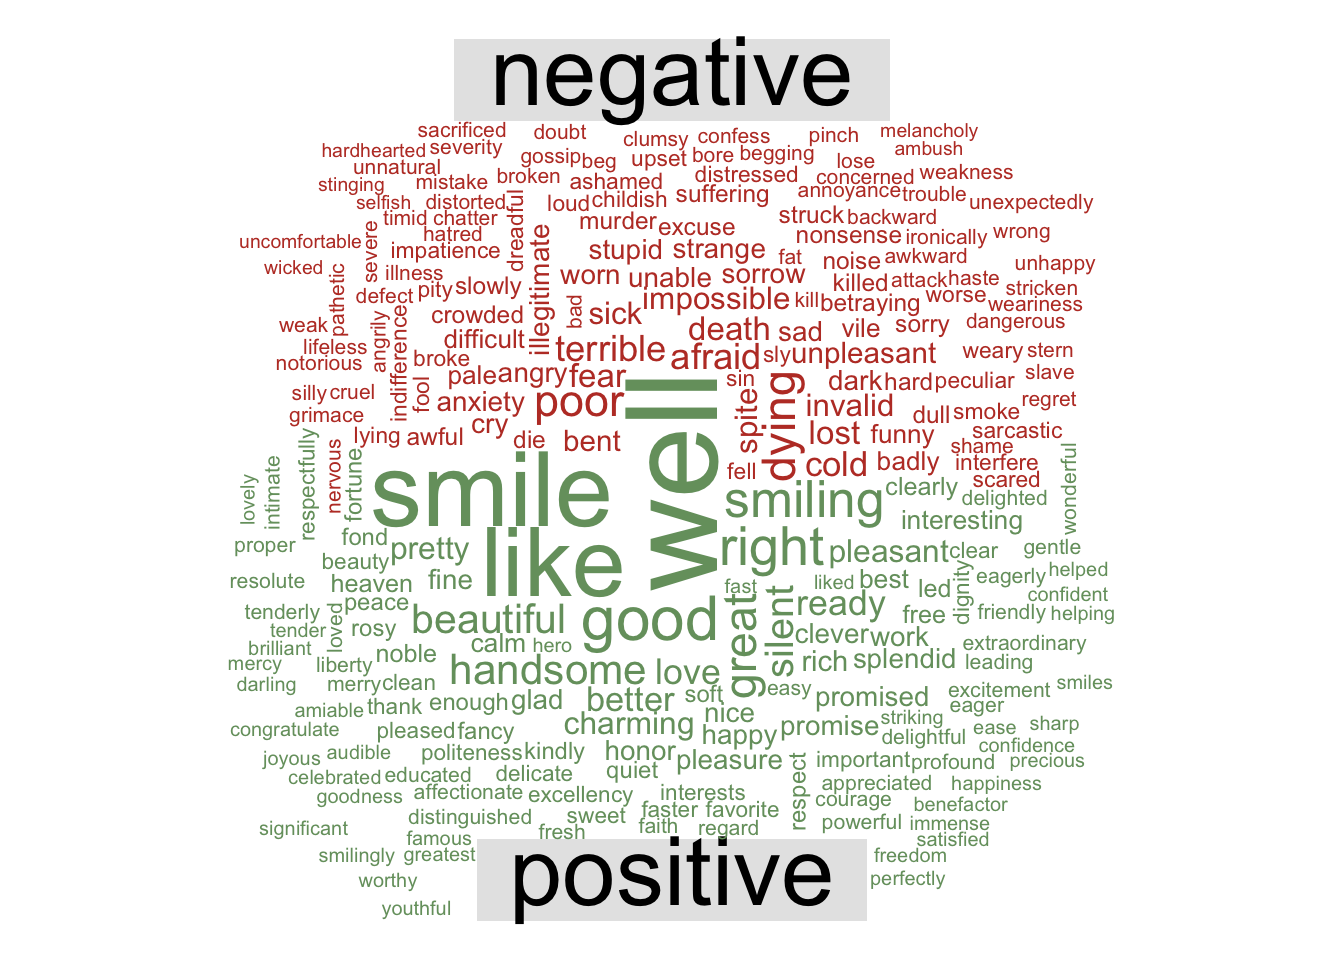 negative
sacrificed doubt clumsy confess pinch melancholy
hardhearted severity gossip beg upset bore begging lose ambush
unnatural broken ashamed distressed concerned weakness
stinging mistake suffering annoyance trouble
selfish distorted dreadful loud childish unexpectedly
timid chatter murder excuse struck backward
uncomfortable severe hatred illegitimate nonsense ironically wrong
impatience stupid strange fat noise awkward
wicked pathetic illness worn unable sorrow killed attack haste unhappy
defect pity slowly bad impossible kill betraying worse stricken
weak angrily indifference crowded sick death sad vile sorry weariness
lifeless difficult terrible afraid sly unpleasant dangerous
notorious broke weary stern
silly cruel fool pale angry fear sin dark hard peculiar slave
grimace anxiety poor spite dying invalid dull smoke regret
lying awful cry die bent lost funny shame sarcastic
nervous fell cold badly interfere scared
well
lovely intimate respectfully fortune smile smiling clearly delighted wonderful
proper fond pretty like right interesting
beauty pleasant clear gentle
resolute heaven fine fast liked best led dignity eagerly helped
confident
tenderly loved peace beautiful good great silent ready free friendly helping
tender rosy calm hero clever work extraordinary
brilliant noble
mercy liberty handsome love rich splendid leading
darling merry clean soft easy promised excitement smiles
amiable thank enough glad better eager
congratulate pleased fancy charming nice happy promise striking delightful ease sharp
confidence
joyous audible politeness kindly honor pleasure important profound precious
celebrated educated delicate quiet respect appreciated happiness
goodness affectionate excellency interests courage benefactor
distinguished sweet faster favorite powerful immense
significant famous fresh faith regard satisfied
smilingly greatest freedom
worthy perfectly
youthful
positive